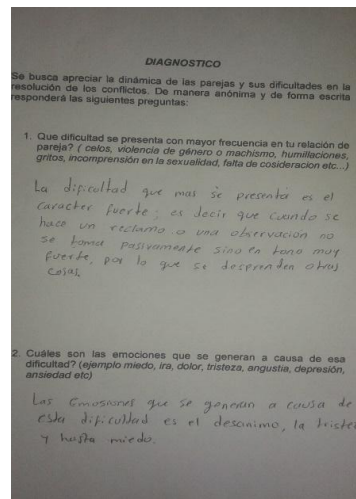 DIAGNOSTICO
Se busca apreciar la dinámica de las parejas y sus dificultades en la
resolución de los conflictos. De manera anónima y de forma escrita
responderá las siguientes preguntas:
1. Que dificultad se presenta con mayor frecuencia en tu relación de
pareja? ( celos, violencia de género o machismo, humillaciones,
gritos, incomprensión en la sexualidad, falta de cosideracion etc...)
La dificultad que mas se presenta es el
caracter fuerte; es decir que cuando se
hace un reclamo o una observación no
se toma pasivamente sino en tono muy
fuerte, por lo que se desprenden otras
cosas.
2. Cuáles son las emociones que se generan a causa de esa
dificultad? (ejemplo miedo, ira, dolor, tristeza, angustia, depresión,
ansiedad etc)
Las emosiones que se generan a causa de
esta dificultad es el desanimo, la triste
y hasta miedo.